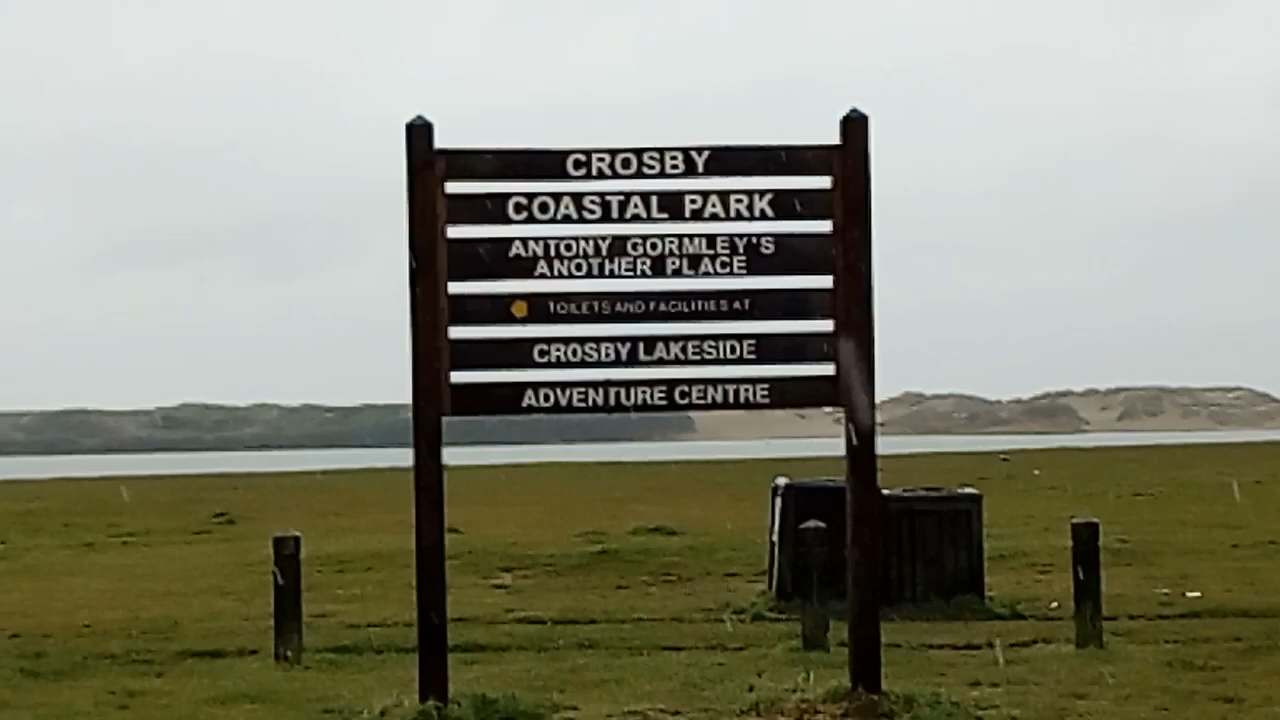 CROSBY
COASTAL PARK
ANTONY GORMLEY'S
ANOTHER PLACE
TOILETS AND FACILITIES AT
CROSBY LAKESIDE
ADVENTURE CENTRE